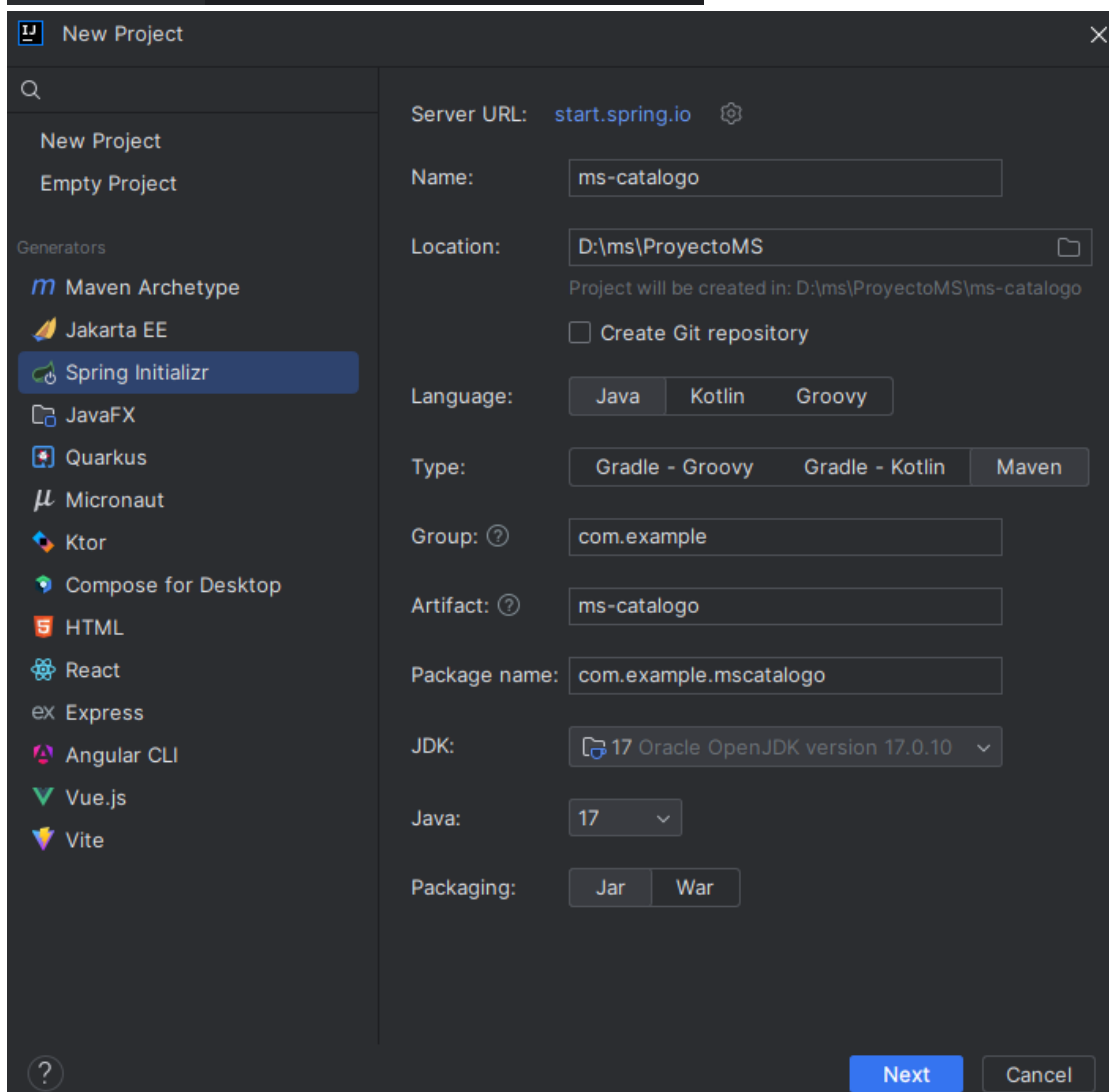 New Project
New Project
Empty Project
Generators
Maven Archetype
Jakarta EE
Spring Initializr
JavaFX
Quarkus
Micronaut
Ktor
Compose for Desktop
HTML
React
Express
Angular CLI
Vue.js
Vite
Server URL: start.spring.io
Name: ms-catalogo
Location: D:\ms\ProyectoMS
Project will be created in: D:\ms\ProyectoMS\ms-catalogo
Create Git repository
Language: Java Kotlin Groovy
Type: Gradle - Groovy Gradle - Kotlin Maven
Group: ? com.example
Artifact: ? ms-catalogo
Package name: com.example.mscatalogo
JDK: 17 Oracle OpenJDK version 17.0.10
Java: 17
Packaging: Jar War
? Next Cancel